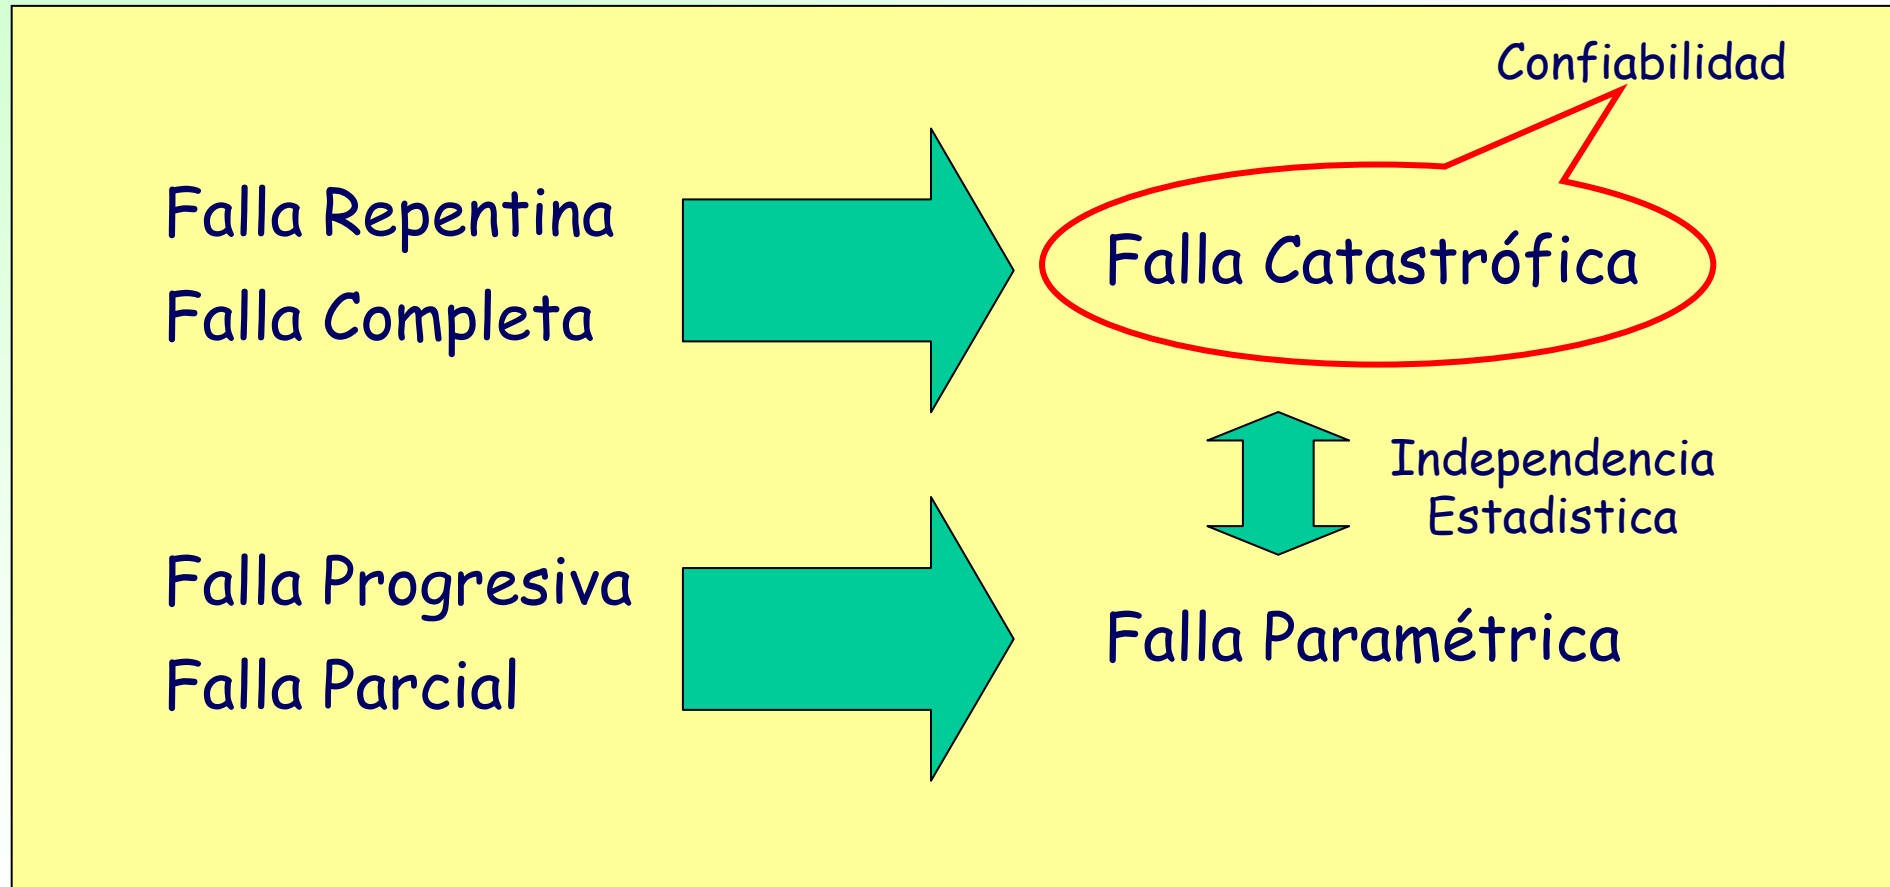 Confiabilidad
Falla Repentina
Falla Completa
Falla Catastrófica
Independencia
Estadistica
Falla Progresiva
Falla Parcial
Falla Paramétrica